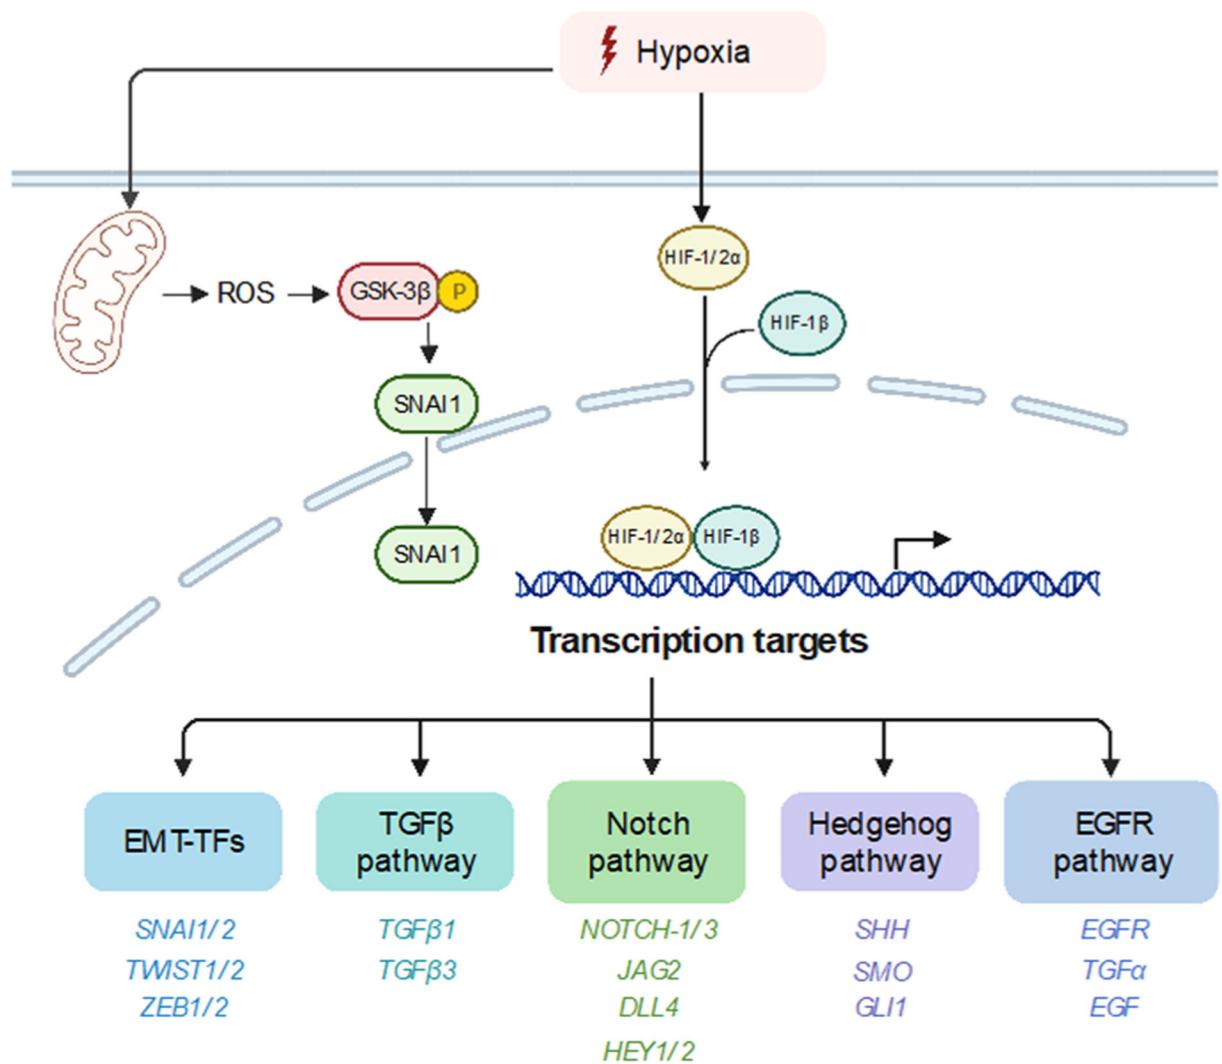 Hypoxia
HIF-1/2α
ROS
GSK-3β
P
HIF-1β
SNAI1
SNAI1
HIF-1/2α
HIF-1β
Transcription targets
EMT-TFs
TGFβ
pathway
Notch
pathway
Hedgehog
pathway
EGFR
pathway
SNAI1/2
TWIST1/2
ZEB1/2
TGFβ1
TGFβ3
NOTCH-1/3
JAG2
DLL4
HEY1/2
SHH
SMO
GLI1
EGFR
TGFα
EGF